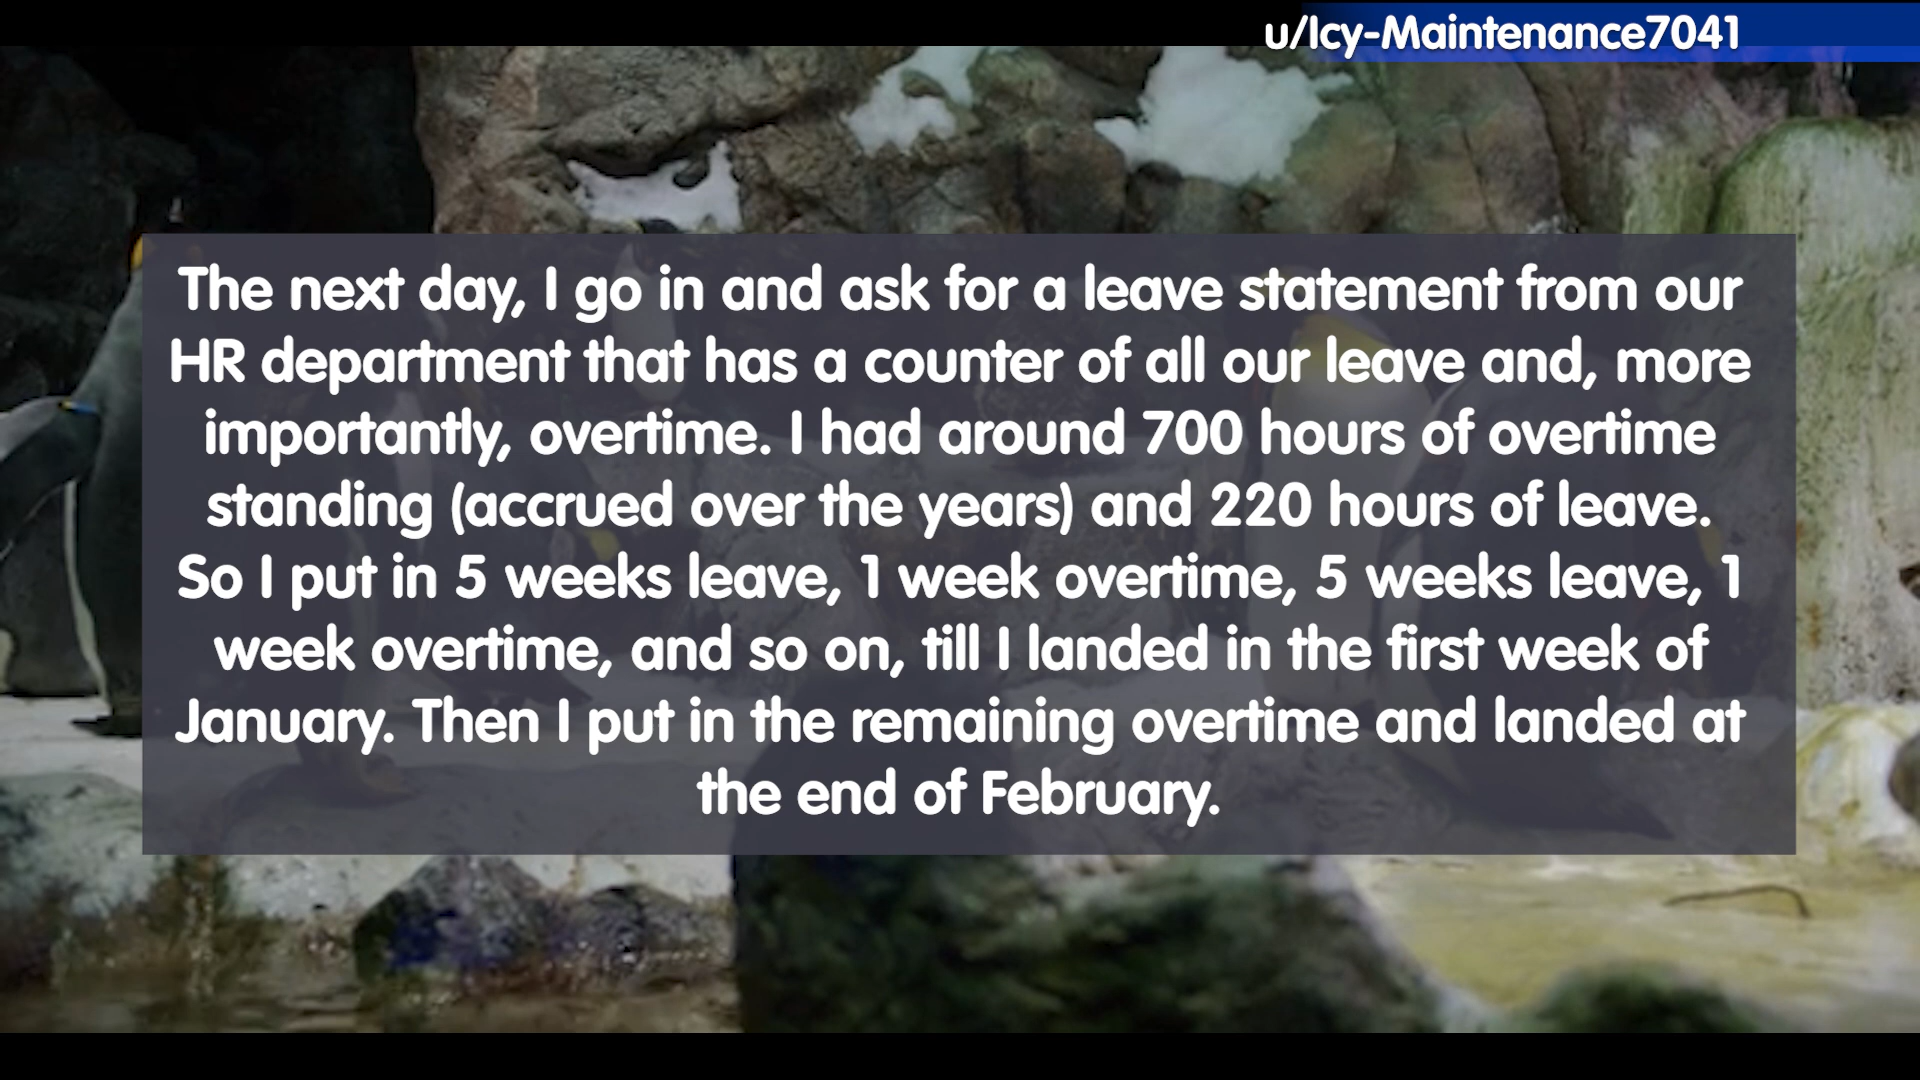 u/Icy-Maintenance7041
The next day, I go in and ask for a leave statement from our
HR department that has a counter of all our leave and, more
importantly, overtime. I had around 700 hours of overtime
standing (accrued over the years) and 220 hours of leave.
So I put in 5 weeks leave, 1 week overtime, 5 weeks leave, 1
week overtime, and so on, till I landed in the first week of
January. Then I put in the remaining overtime and landed at
the end of February.